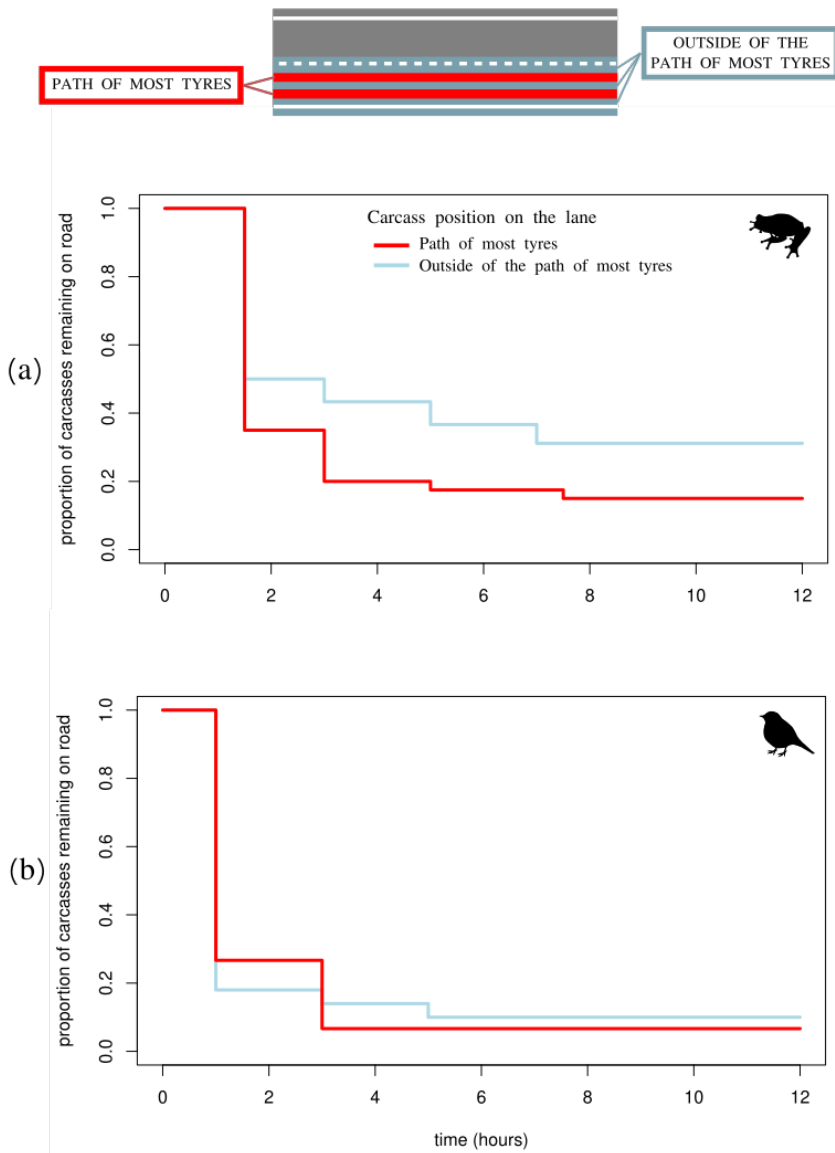 OUTSIDE OF THE
PATH OF MOST TYRES
PATH OF MOST TYRES
(a)
proportion of carcasses remaining on road
1.0
0.8
0.6
0.4
0.2
0.0
Carcass position on the lane
Path of most tyres
Outside of the path of most tyres
0 2 4 6 8 10 12
(b)
proportion of carcasses remaining on road
1.0
0.8
0.6
0.4
0.2
0.0
0 2 4 6 8 10 12
time (hours)